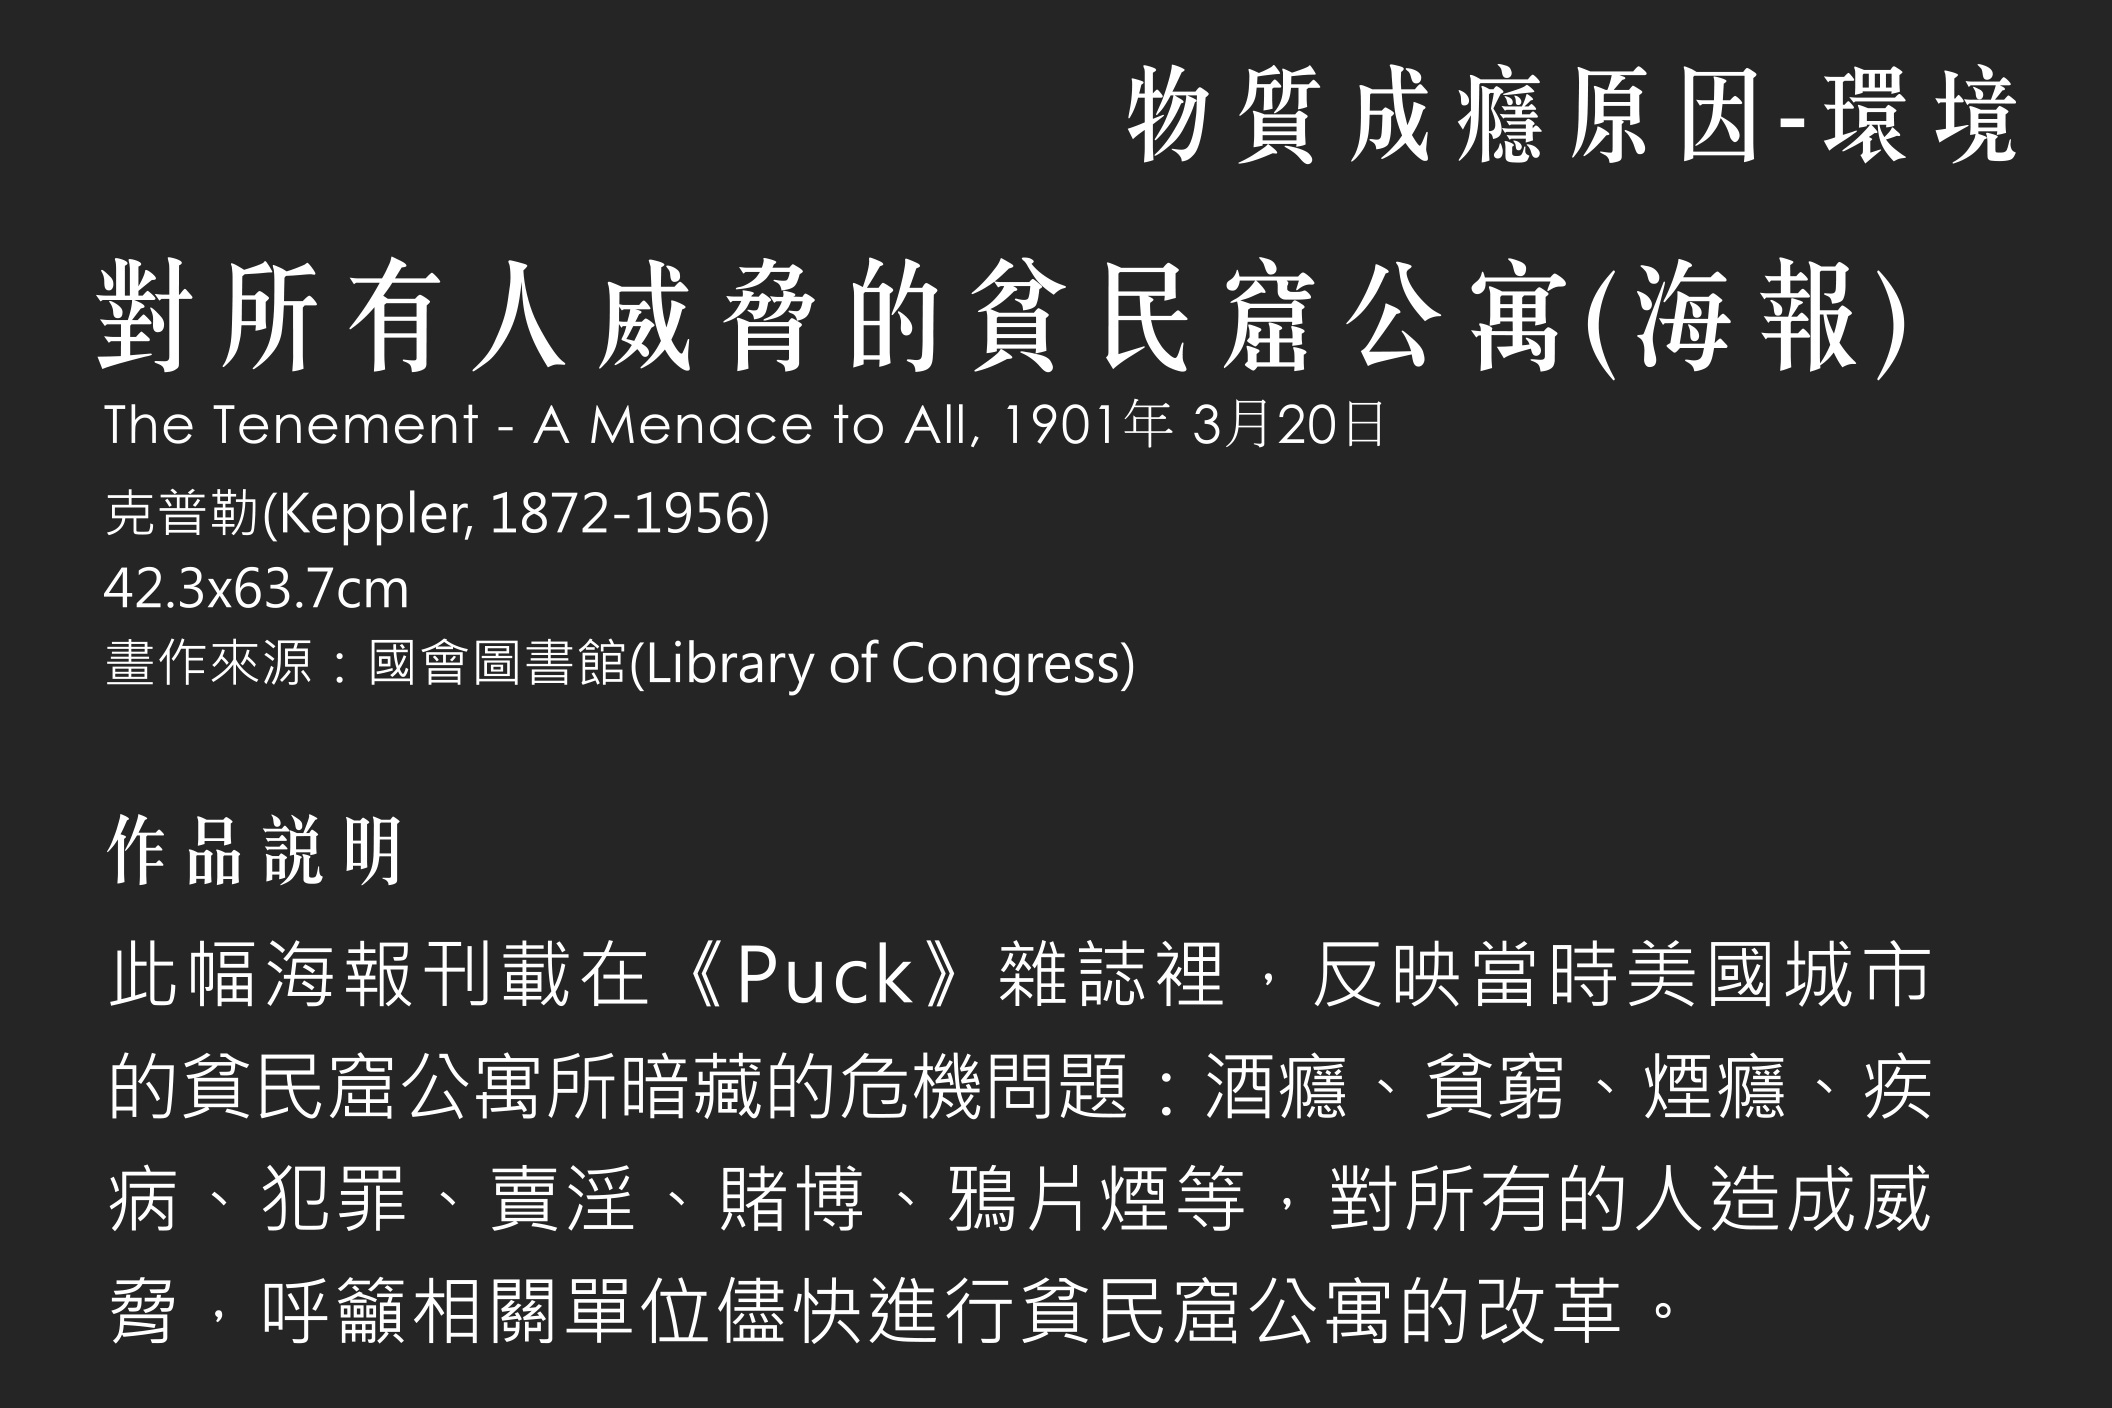 物質成癮原因-環境
對所有人威脅的貧民窟公寓(海報)
The Tenement - A Menace to All, 1901年 3月20日
克普勒(Keppler, 1872-1956)
42.3x63.7cm
畫作來源：國會圖書館(Library of Congress)
作品說明
此幅海報刊載在《Puck》雜誌裡，反映當時美國城市
的貧民窟公寓所暗藏的危機問題：酒癮、貧窮、煙癮、疾
病、犯罪、賣淫、賭博、鴉片煙等，對所有的人造成威
脅，呼籲相關單位儘快進行貧民窟公寓的改革。